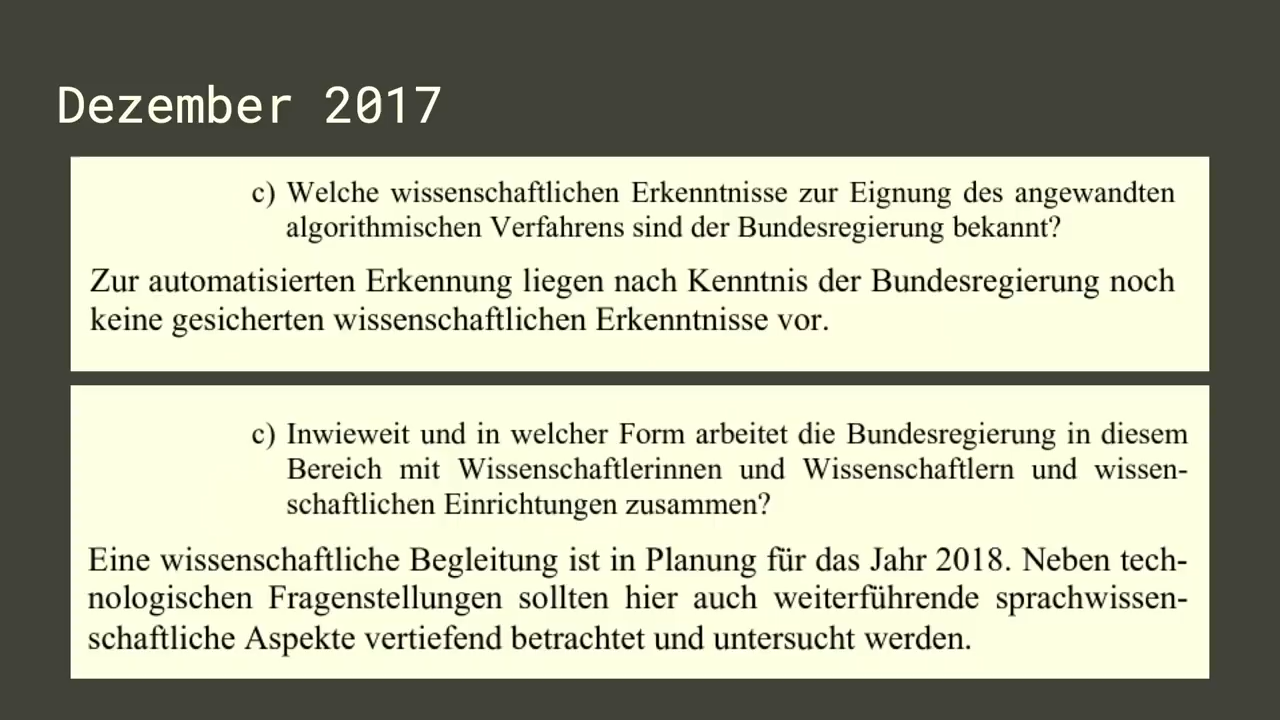 Dezember 2017
c) Welche wissenschaftlichen Erkenntnisse zur Eignung des angewandten
algorithmischen Verfahrens sind der Bundesregierung bekannt?
Zur automatisierten Erkennung liegen nach Kenntnis der Bundesregierung noch
keine gesicherten wissenschaftlichen Erkenntnisse vor.
c) Inwieweit und in welcher Form arbeitet die Bundesregierung in diesem
Bereich mit Wissenschaftlerinnen und Wissenschaftlern und wissen-
schaftlichen Einrichtungen zusammen?
Eine wissenschaftliche Begleitung ist in Planung für das Jahr 2018. Neben tech-
nologischen Fragenstellungen sollten hier auch weiterführende sprachwissen-
schaftliche Aspekte vertiefend betrachtet und untersucht werden.